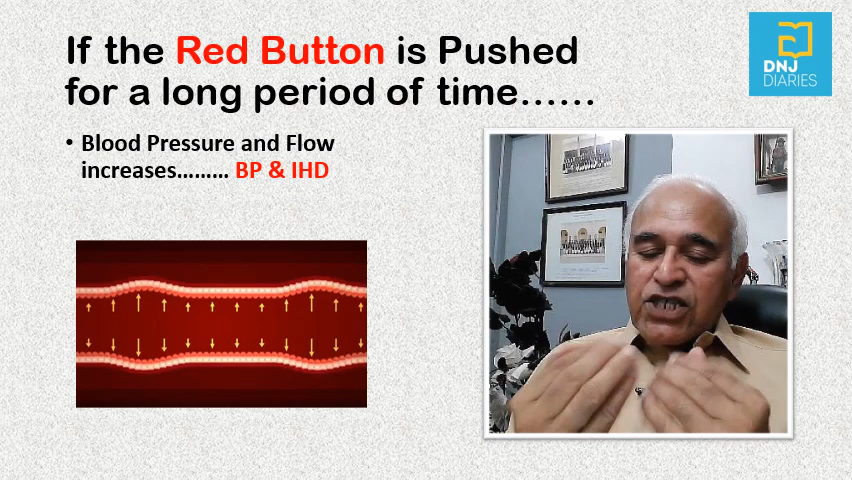 If the Red Button is Pushed
for a long period of time......
• Blood Pressure and Flow
increases......... BP & IHD
DNJ
DIARIES